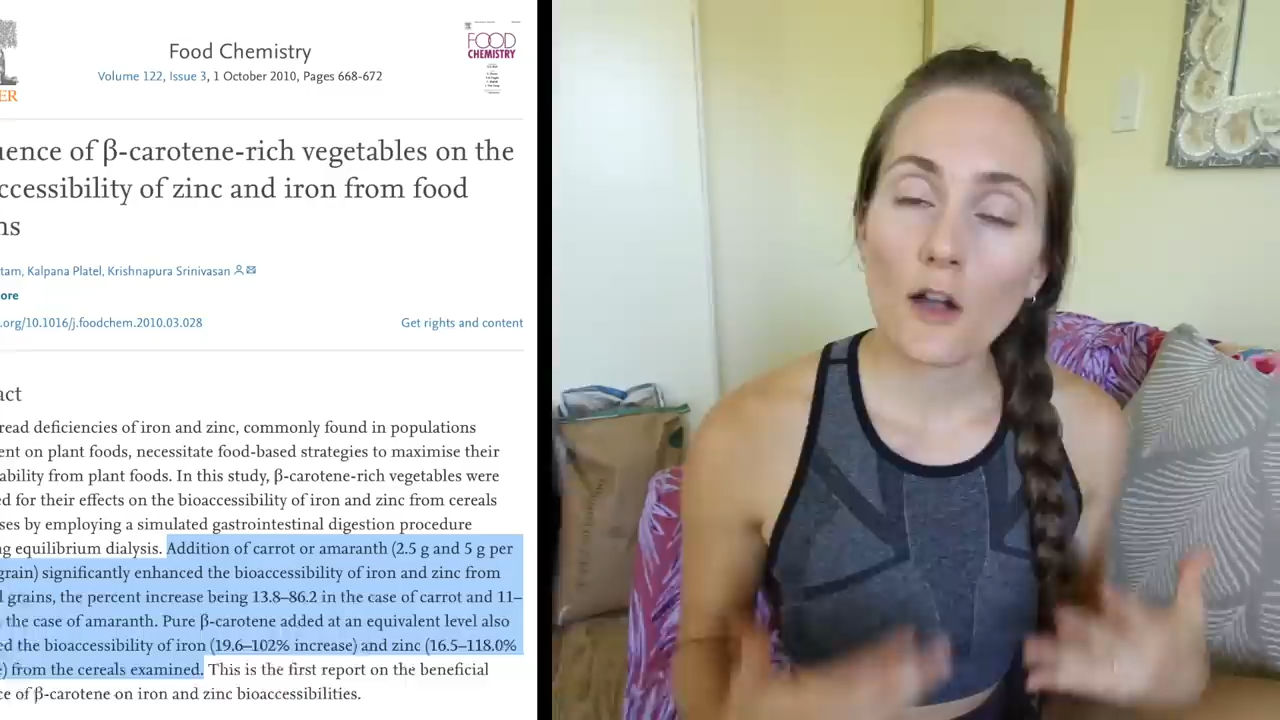 Food Chemistry
FOOD
CHEMISTRY
Volume 122, Issue 3, 1 October 2010, Pages 668-672
ER
uence of β-carotene-rich vegetables on the
ccessibility of zinc and iron from food
ns
tam, Kalpana Platel, Krishnapura Srinivasan
ore
.org/10.1016/j.foodchem.2010.03.028
Get rights and content
act
read deficiencies of iron and zinc, commonly found in populations
ent on plant foods, necessitate food-based strategies to maximise their
ability from plant foods. In this study, β-carotene-rich vegetables were
ed for their effects on the bioaccessibility of iron and zinc from cereals
ses by employing a simulated gastrointestinal digestion procedure
ng equilibrium dialysis. Addition of carrot or amaranth (2.5 g and 5 g per
grain) significantly enhanced the bioaccessibility of iron and zinc from
l grains, the percent increase being 13.8–86.2 in the case of carrot and 11–
the case of amaranth. Pure β-carotene added at an equivalent level also
ed the bioaccessibility of iron (19.6–102% increase) and zinc (16.5–118.0%
e) from the cereals examined. This is the first report on the beneficial
ce of β-carotene on iron and zinc bioaccessibilities.